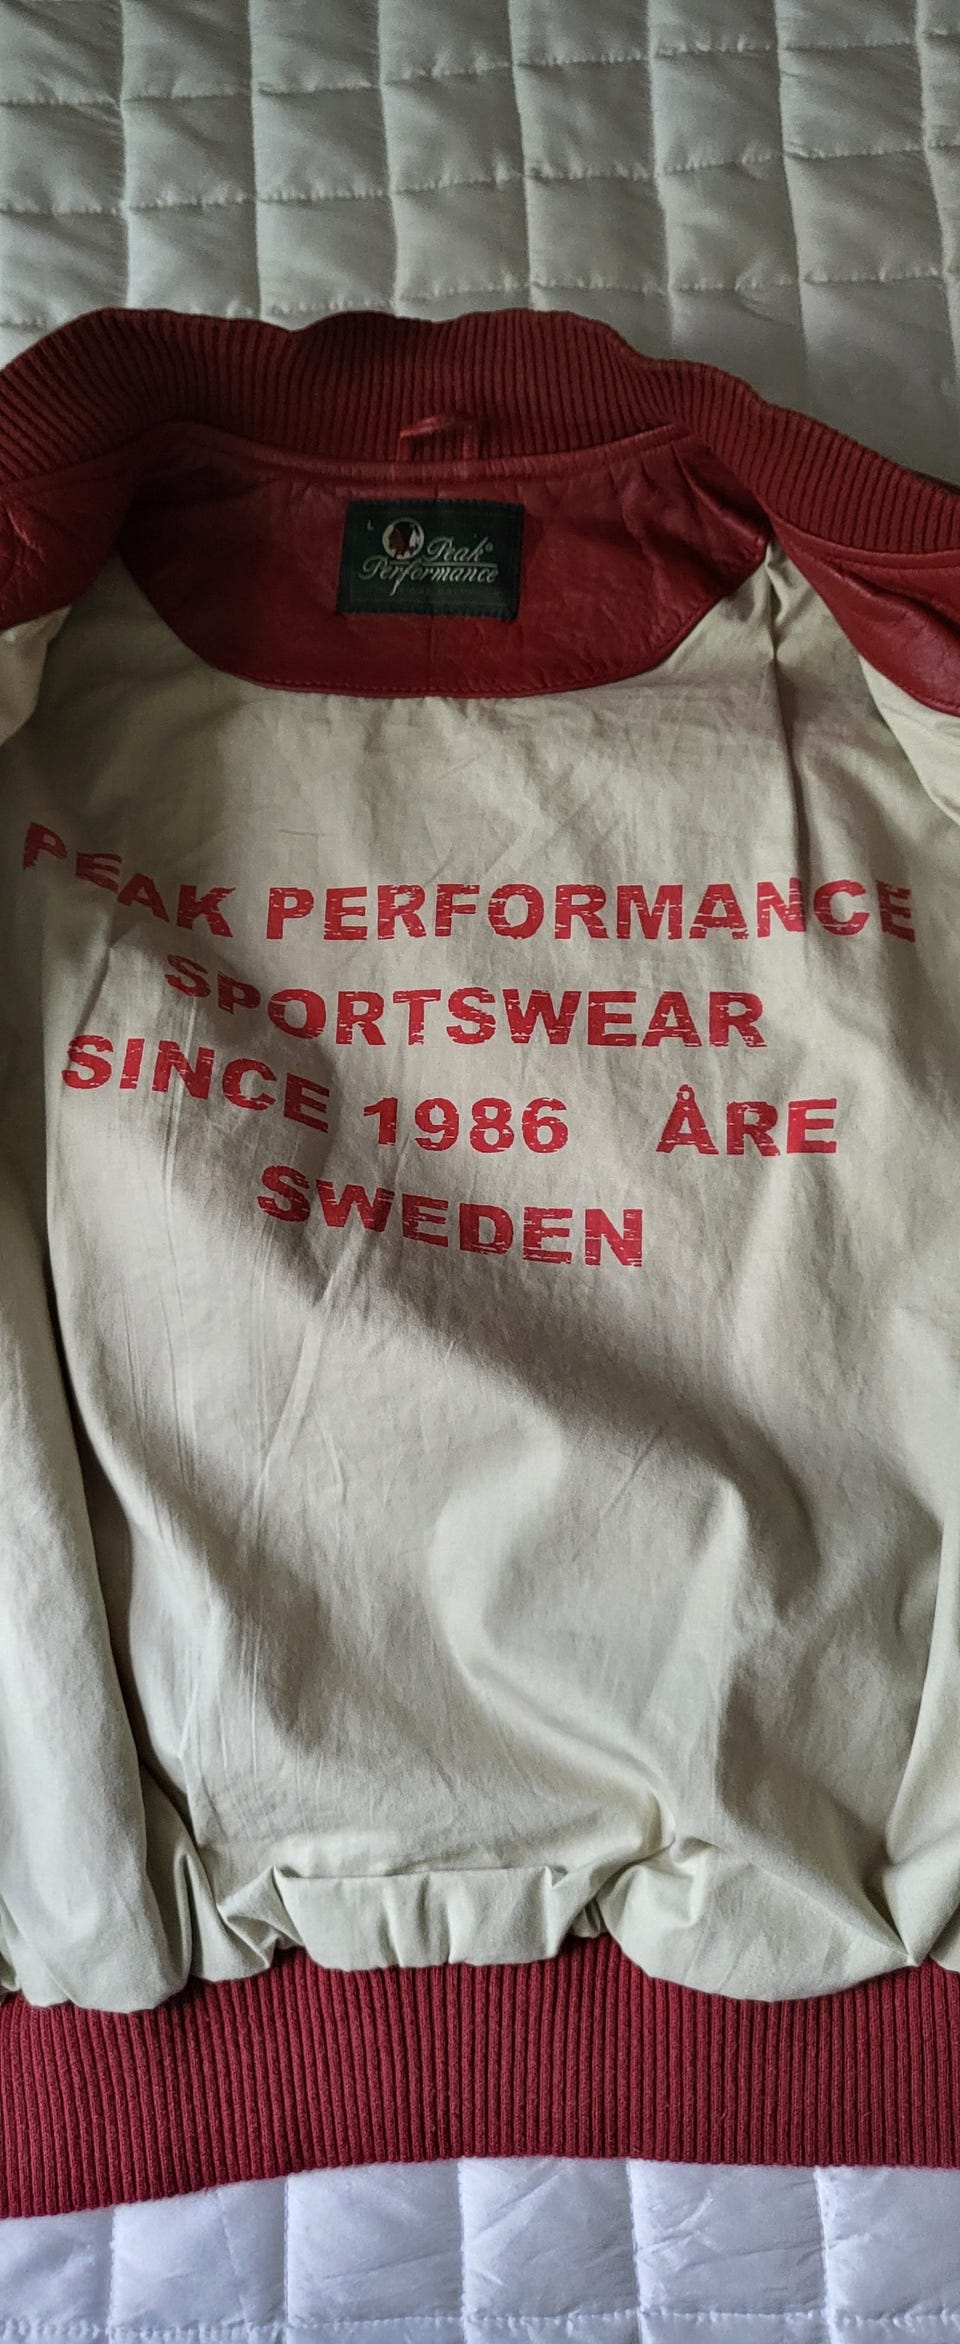 L
Peak®
Performance
PEAK PERFORMANCE
SPORTSWEAR
SINCE 1986 ÅRE
SWEDEN